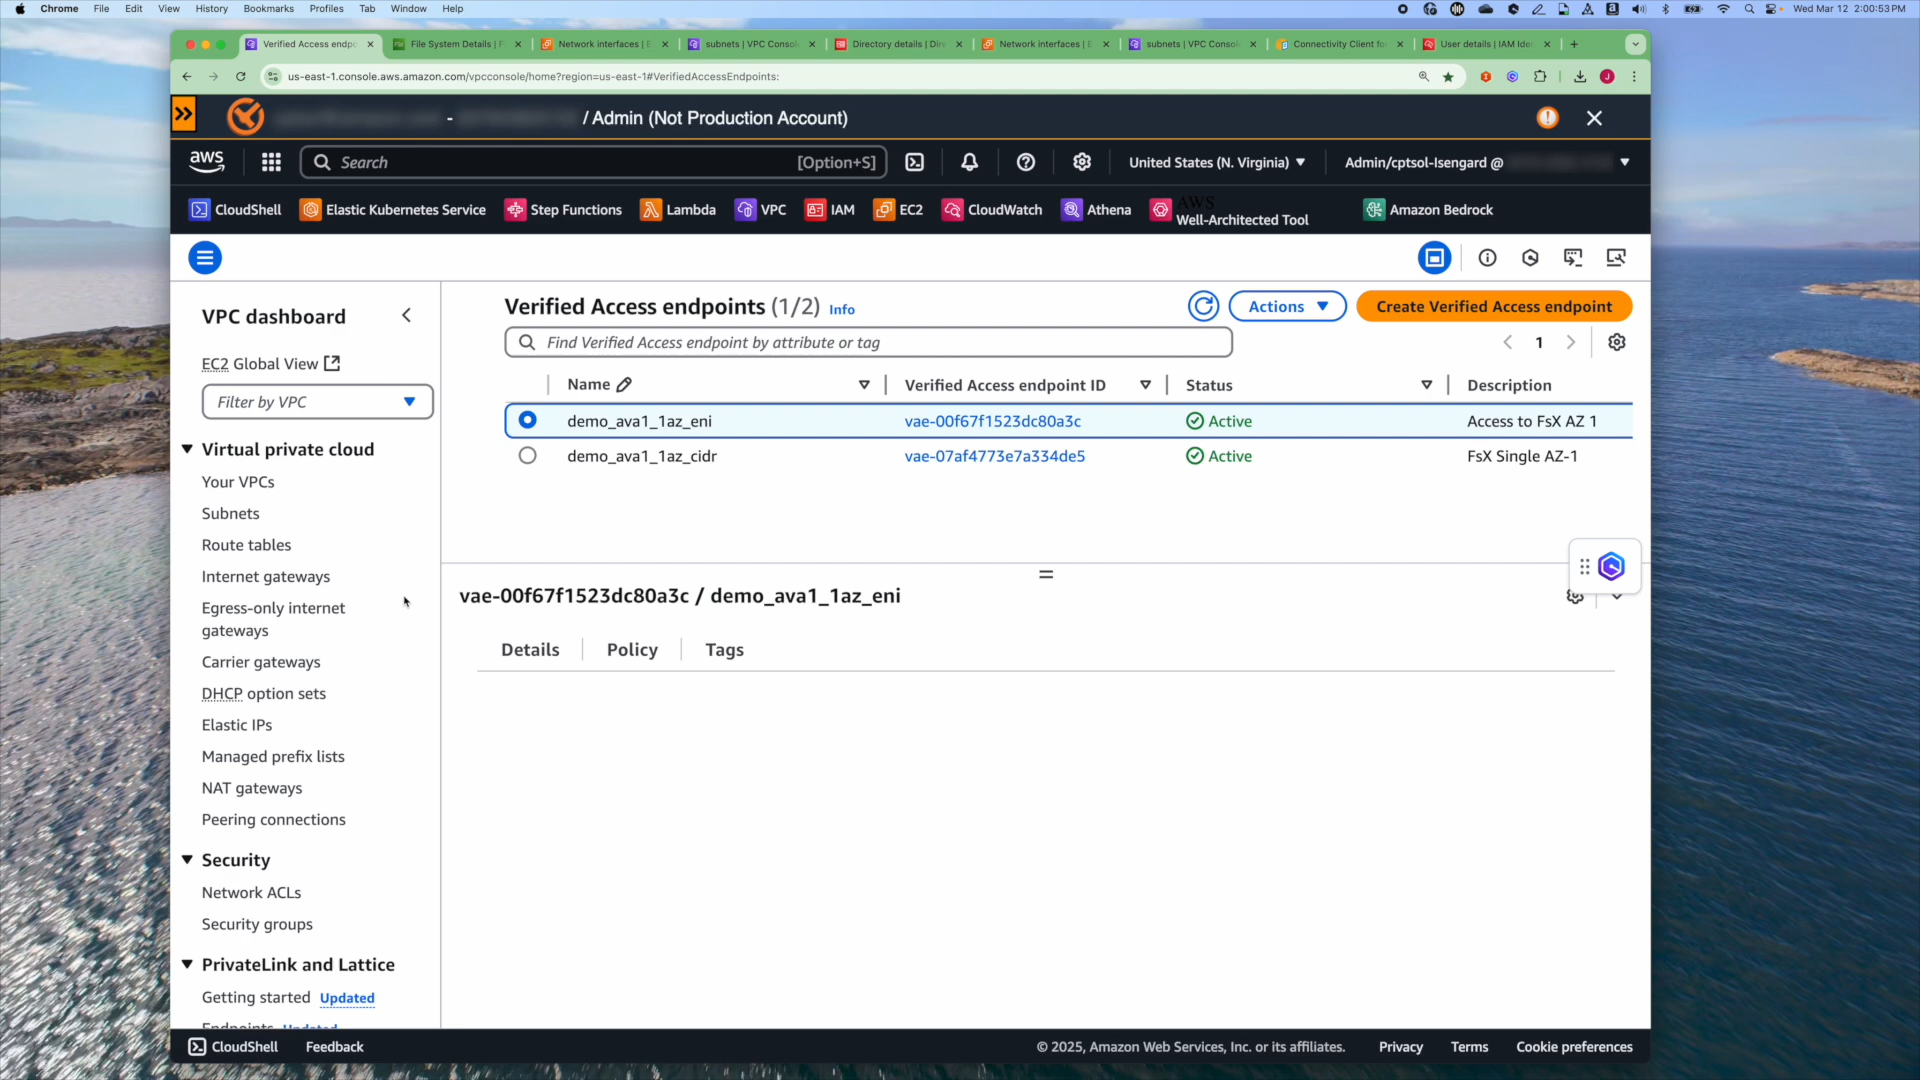 Chrome File Edit View History Bookmarks Profiles Tab Window Help Wed Mar 12 2:00:53 PM
Verified Access endpo File System Details | F Network interfaces | E subnets | VPC Consol Directory details | Dire Network interfaces | E subnets | VPC Consol Connectivity Client fo User details | IAM Ide
us-east-1.console.aws.amazon.com/vpcconsole/home?region=us-east-1#VerifiedAccessEndpoints:
- / Admin (Not Production Account)
aws Search [Option+S] United States (N. Virginia) Admin/cptsol-Isengard @
CloudShell Elastic Kubernetes Service Step Functions Lambda VPC IAM EC2 CloudWatch Athena AWS Well-Architected Tool Amazon Bedrock
VPC dashboard
EC2 Global View
Filter by VPC
Virtual private cloud
Your VPCs
Subnets
Route tables
Internet gateways
Egress-only internet
gateways
Carrier gateways
DHCP option sets
Elastic IPs
Managed prefix lists
NAT gateways
Peering connections
Security
Network ACLs
Security groups
PrivateLink and Lattice
Getting started Updated
Endpoints Updated
Verified Access endpoints (1/2) Info
Actions
Create Verified Access endpoint
Find Verified Access endpoint by attribute or tag
1
Name Verified Access endpoint ID Status Description
demo_ava1_1az_eni vae-00f67f1523dc80a3c Active Access to FsX AZ 1
demo_ava1_1az_cidr vae-07af4773e7a334de5 Active FsX Single AZ-1
vae-00f67f1523dc80a3c / demo_ava1_1az_eni
Details Policy Tags
CloudShell Feedback © 2025, Amazon Web Services, Inc. or its affiliates. Privacy Terms Cookie preferences